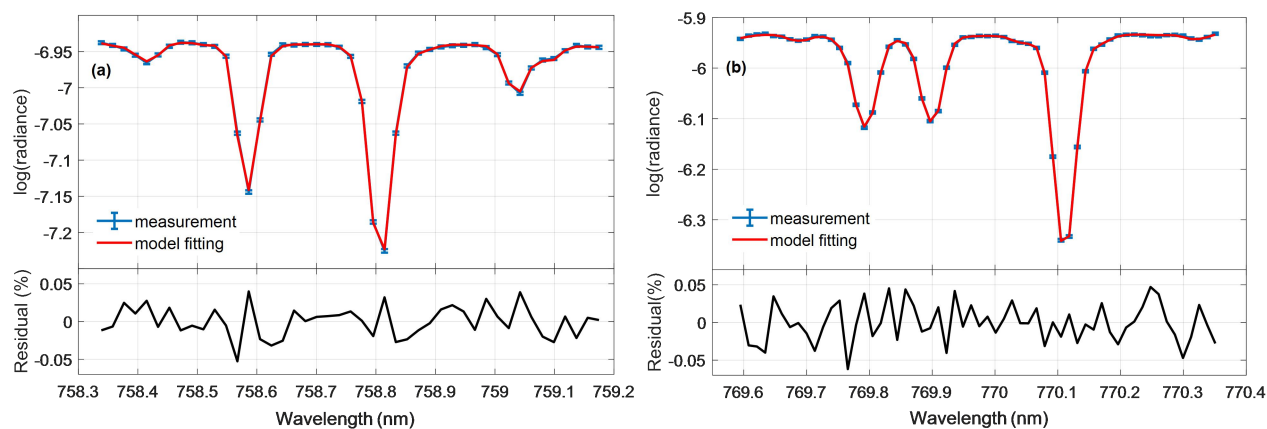 -6.95
-7
-7.05
-7.1
-7.15
-7.2
log(radiance)
(a)
measurement
model fitting
0.05
0
-0.05
Residual (%)
758.3 758.4 758.5 758.6 758.7 758.8 758.9 759 759.1 759.2
Wavelength (nm)
-5.9
-6
-6.1
-6.2
-6.3
log(radiance)
(b)
measurement
model fitting
0.05
0
-0.05
Residual(%)
769.6 769.7 769.8 769.9 770 770.1 770.2 770.3 770.4
Wavelength (nm)